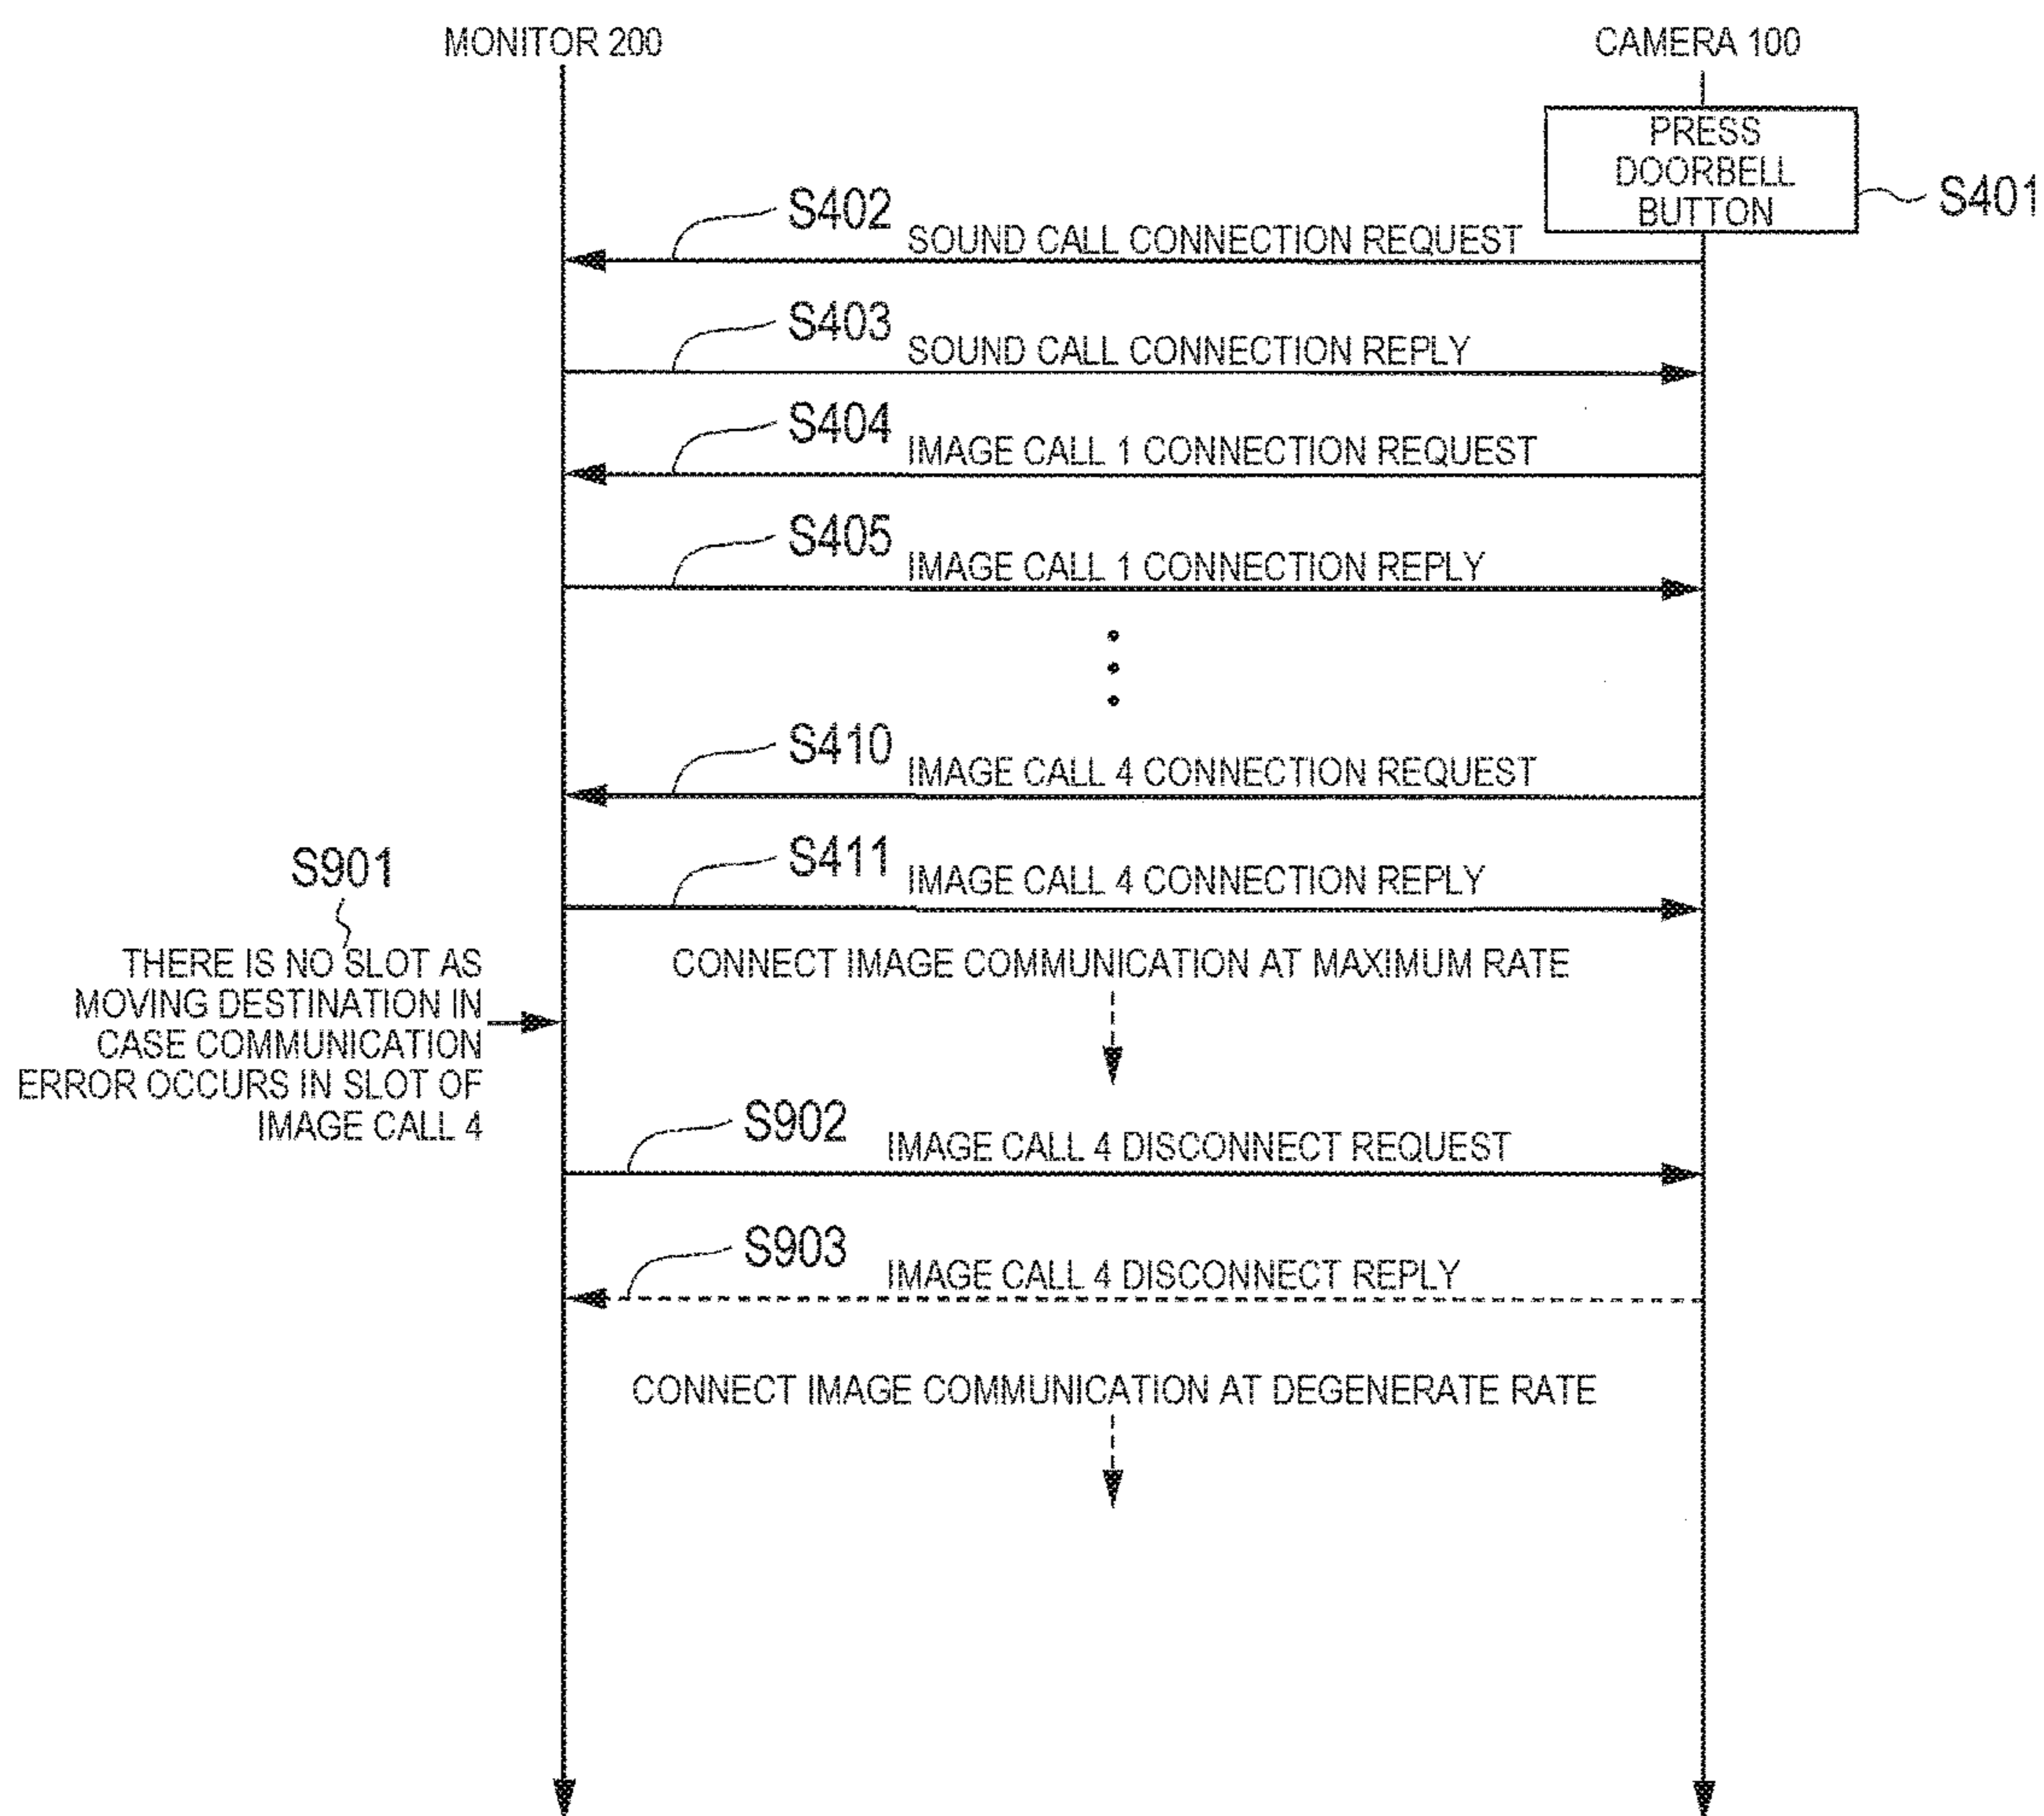 MONITOR 200
CAMERA 100
PRESS
DOORBELL
BUTTON
S401
S402
SOUND CALL CONNECTION REQUEST
S403
SOUND CALL CONNECTION REPLY
S404
IMAGE CALL 1 CONNECTION REQUEST
S405
IMAGE CALL 1 CONNECTION REPLY
S410
IMAGE CALL 4 CONNECTION REQUEST
S411
IMAGE CALL 4 CONNECTION REPLY
S901
THERE IS NO SLOT AS
MOVING DESTINATION IN
CASE COMMUNICATION
ERROR OCCURS IN SLOT OF
IMAGE CALL 4
CONNECT IMAGE COMMUNICATION AT MAXIMUM RATE
S902
IMAGE CALL 4 DISCONNECT REQUEST
S903
IMAGE CALL 4 DISCONNECT REPLY
CONNECT IMAGE COMMUNICATION AT DEGENERATE RATE